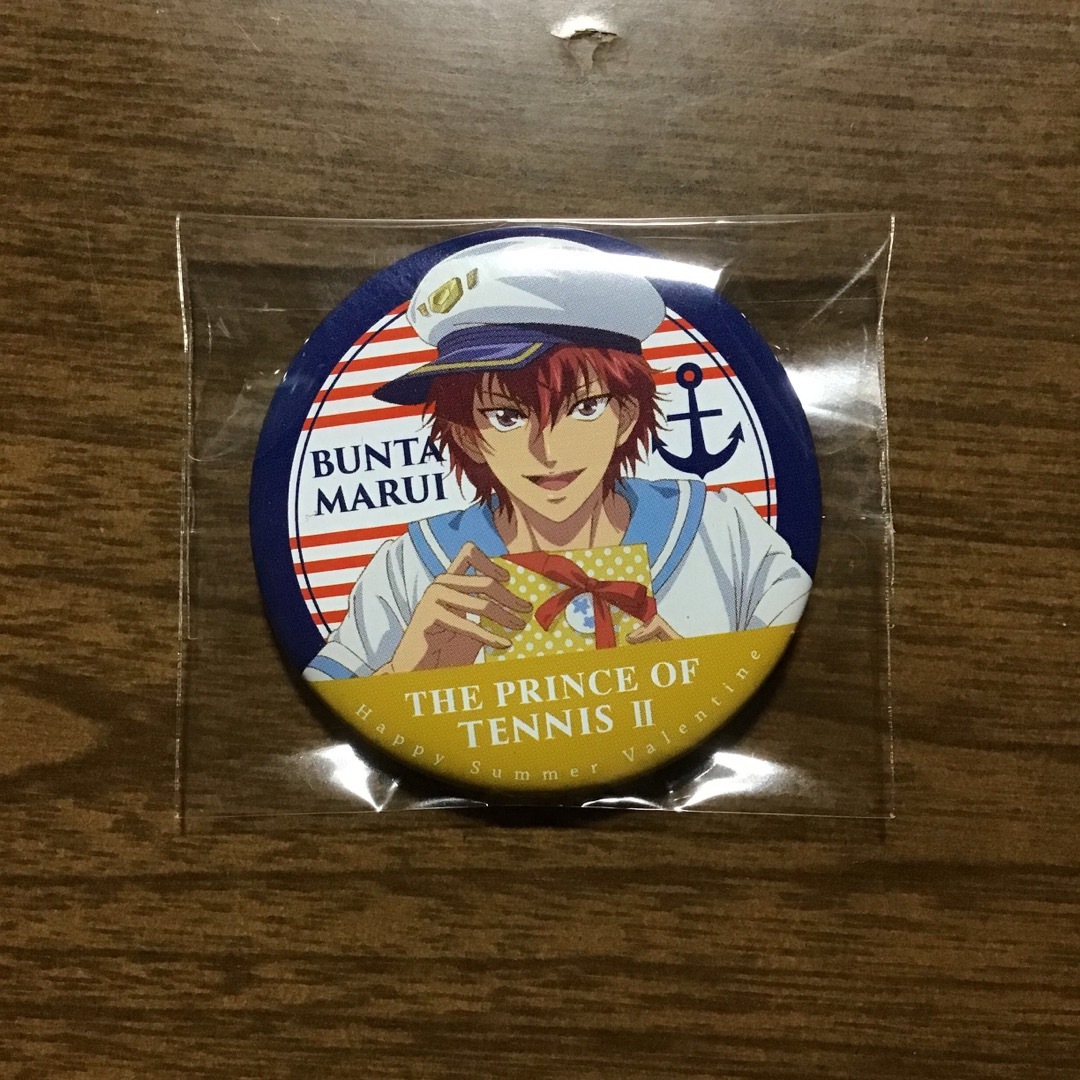 BUNTA
MARUI
THE PRINCE OF
TENNIS II
Happy Summer Valentine